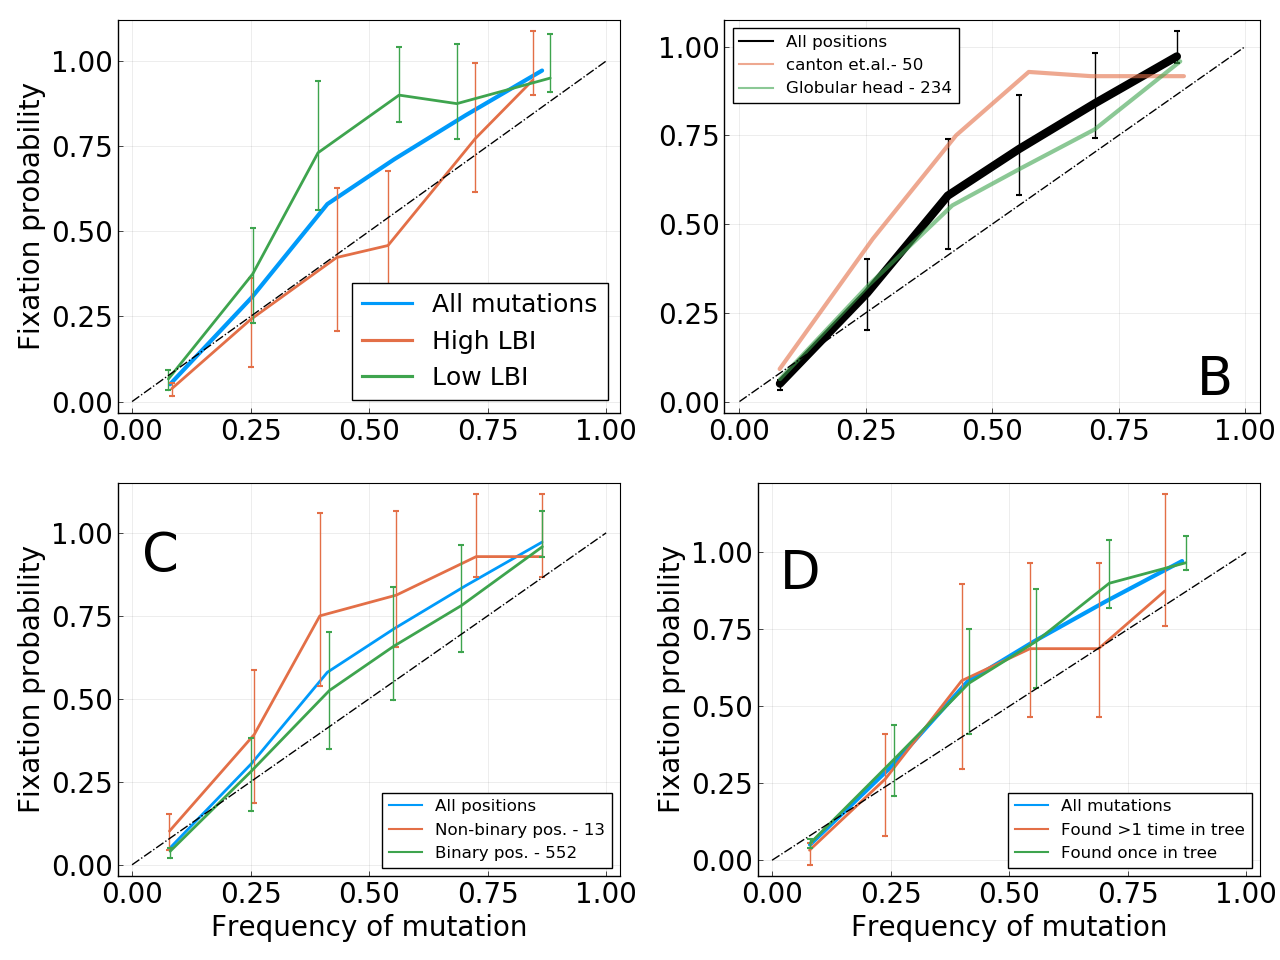 Fixation probability
1.00
0.75
0.50
0.25
0.00
0.00 0.25 0.50 0.75 1.00
All mutations
High LBI
Low LBI
1.00
0.75
0.50
0.25
0.00
0.00 0.25 0.50 0.75 1.00
All positions
canton et.al.- 50
Globular head - 234
B
Fixation probability
1.00
0.75
0.50
0.25
0.00
0.00 0.25 0.50 0.75 1.00
Frequency of mutation
C
All positions
Non-binary pos. - 13
Binary pos. - 552
Fixation probability
1.00
0.75
0.50
0.25
0.00
0.00 0.25 0.50 0.75 1.00
Frequency of mutation
D
All mutations
Found >1 time in tree
Found once in tree